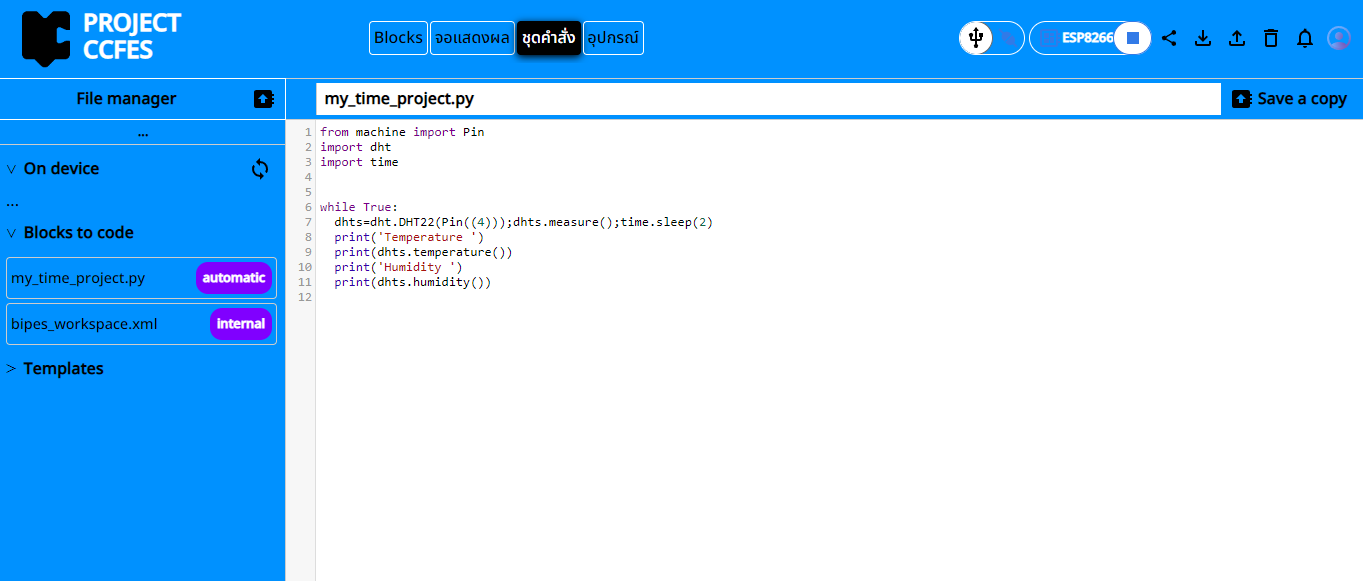 PROJECT
CCFES
Blocks จอแสดงผล ชุดคำสั่ง อุปกรณ์
ESP8266
File manager
my_time_project.py
Save a copy
...
On device
...
Blocks to code
my_time_project.py automatic
bipes_workspace.xml internal
> Templates
1 from machine import Pin
2 import dht
3 import time
4
5
6 while True:
7 dhts=dht.DHT22(Pin((4)));dhts.measure();time.sleep(2)
8 print('Temperature ')
9 print(dhts.temperature())
10 print('Humidity ')
11 print(dhts.humidity())
12